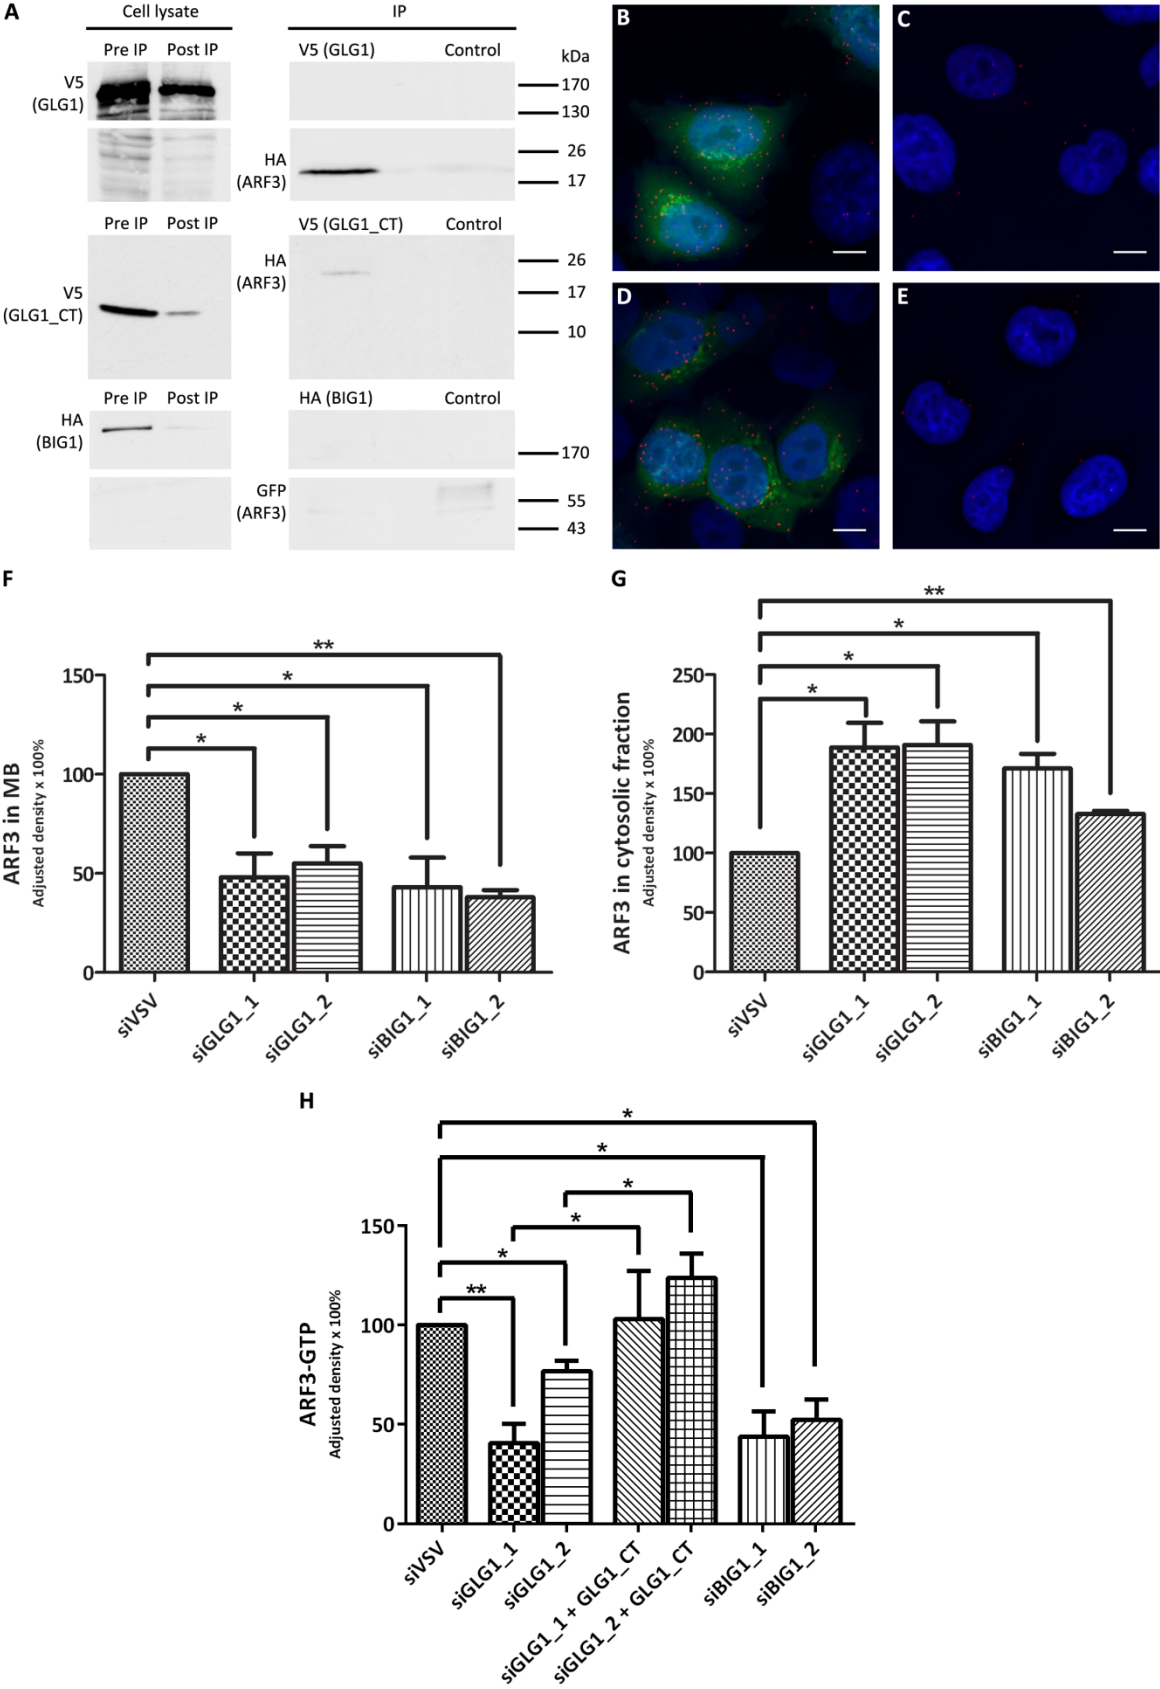 A
Cell lysate
IP
Pre IP
Post IP
V5 (GLG1)
Control
kDa
V5
(GLG1)
170
130
HA
(ARF3)
26
17
Pre IP
Post IP
V5 (GLG1_CT)
Control
V5
(GLG1_CT)
HA
(ARF3)
26
17
10
Pre IP
Post IP
HA (BIG1)
Control
HA
(BIG1)
170
GFP
(ARF3)
55
43
B
C
D
E
F
**
*
*
*
150
100
50
0
ARF3 in MB
Adjusted density x 100%
siVSV
siGLG1_1
siGLG1_2
siBIG1_1
siBIG1_2
G
**
*
*
*
250
200
150
100
50
0
ARF3 in cytosolic fraction
Adjusted density x 100%
siVSV
siGLG1_1
siGLG1_2
siBIG1_1
siBIG1_2
H
*
*
*
*
*
**
150
100
50
0
ARF3-GTP
Adjusted density x 100%
siVSV
siGLG1_1
siGLG1_2
siGLG1_1 + GLG1_CT
siGLG1_2 + GLG1_CT
siBIG1_1
siBIG1_2